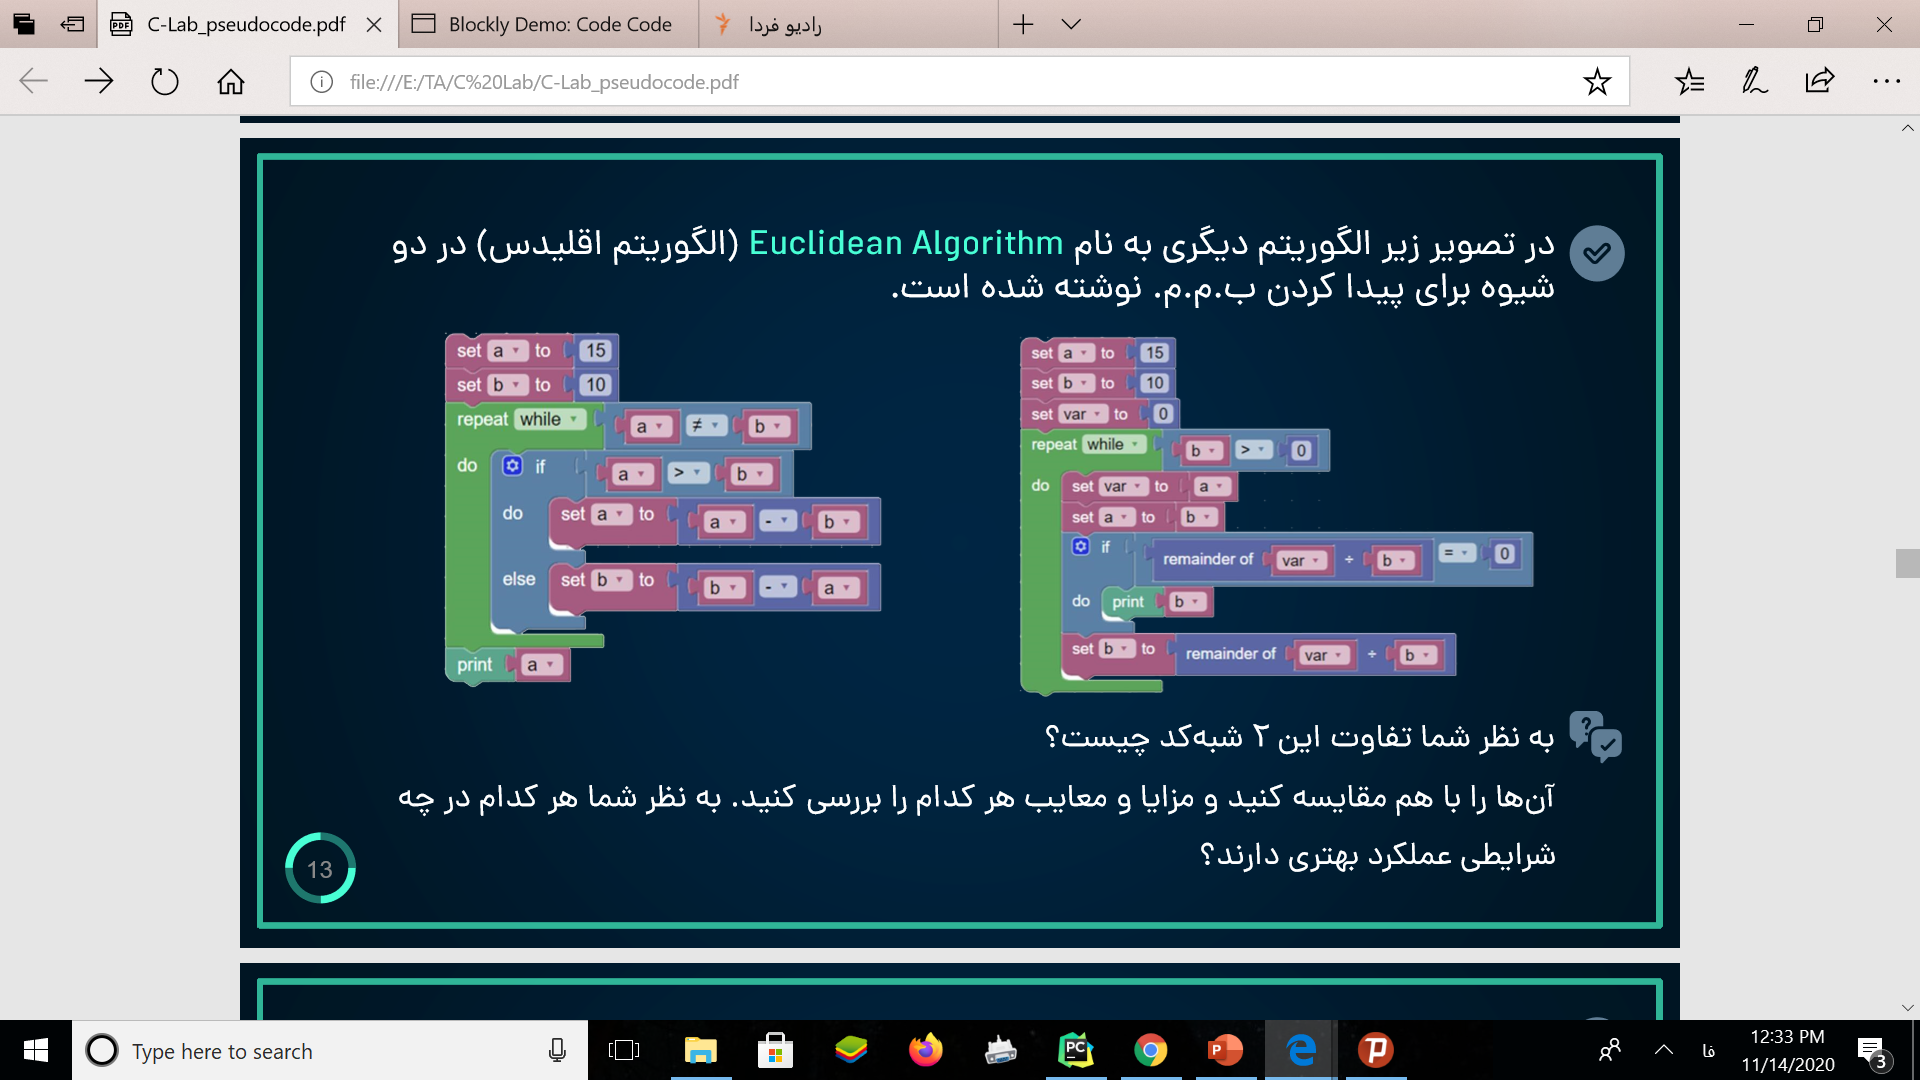 C-Lab_pseudocode.pdf
Blockly Demo: Code Code
رادیو فردا
file:///E:/TA/C%20Lab/C-Lab_pseudocode.pdf
در تصویر زیر الگوریتم دیگری به نام Euclidean Algorithm (الگوریتم اقلیدس) در دو
شیوه برای پیدا کردن ب.م.م. نوشته شده است.
set a to 15
set b to 10
repeat while a ≠ b
do if a > b
do set a to a - b
else set b to b - a
print a
set a to 15
set b to 10
set var to 0
repeat while b > 0
do set var to a
set a to b
if remainder of var ÷ b = 0
do print b
set b to remainder of var ÷ b
به نظر شما تفاوت این ۲ شبه‌کد چیست؟
آن‌ها را با هم مقایسه کنید و مزایا و معایب هر کدام را بررسی کنید. به نظر شما هر کدام در چه
شرایطی عملکرد بهتری دارند؟
13
Type here to search
فا
12:33 PM
11/14/2020
3